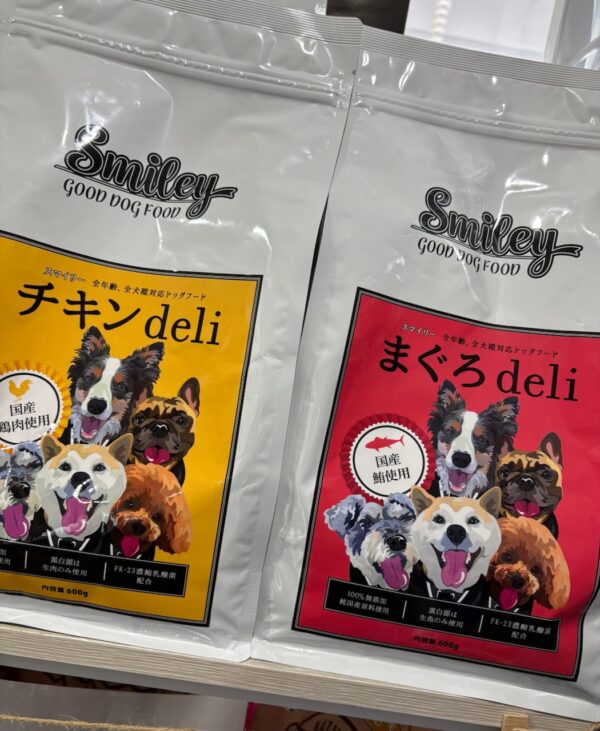 Smiley
GOOD DOG FOOD
スマイリー 全年齢、全犬種対応ドッグフード
チキン deli
国産
鶏肉使用
蛋白源は
生肉のみ使用
FK-23濃縮乳酸菌
配合
内容量 600g
Smiley
GOOD DOG FOOD
スマイリー 全年齢、全犬種対応ドッグフード
まぐろ deli
国産
鮪使用
100%無添加
純国産原料使用
蛋白源は
生魚のみ使用
FK-23濃縮乳酸菌
配合
内容量 600g